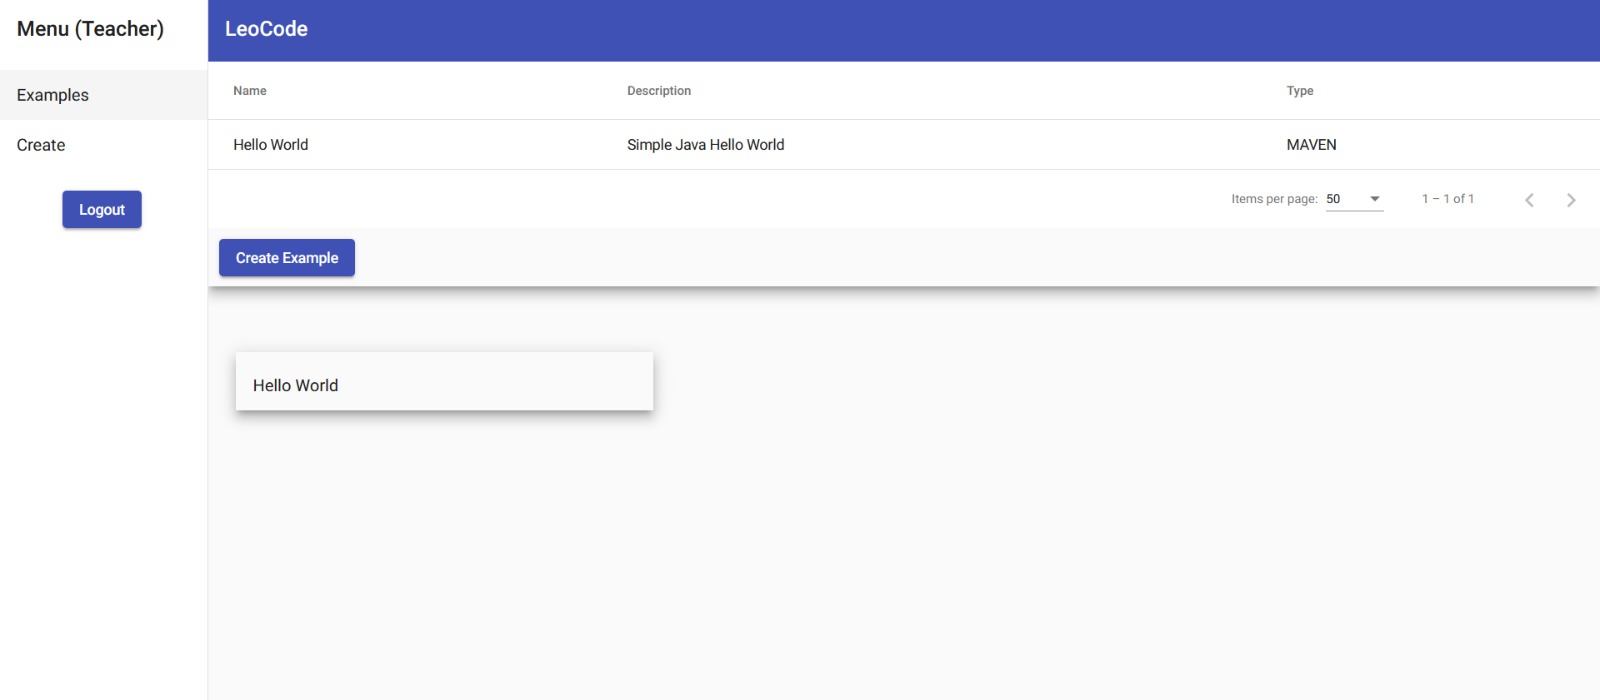 Menu (Teacher)
LeoCode
Examples
Create
Logout
Name Description Type
Hello World Simple Java Hello World MAVEN
Items per page: 50 1 – 1 of 1
Create Example
Hello World